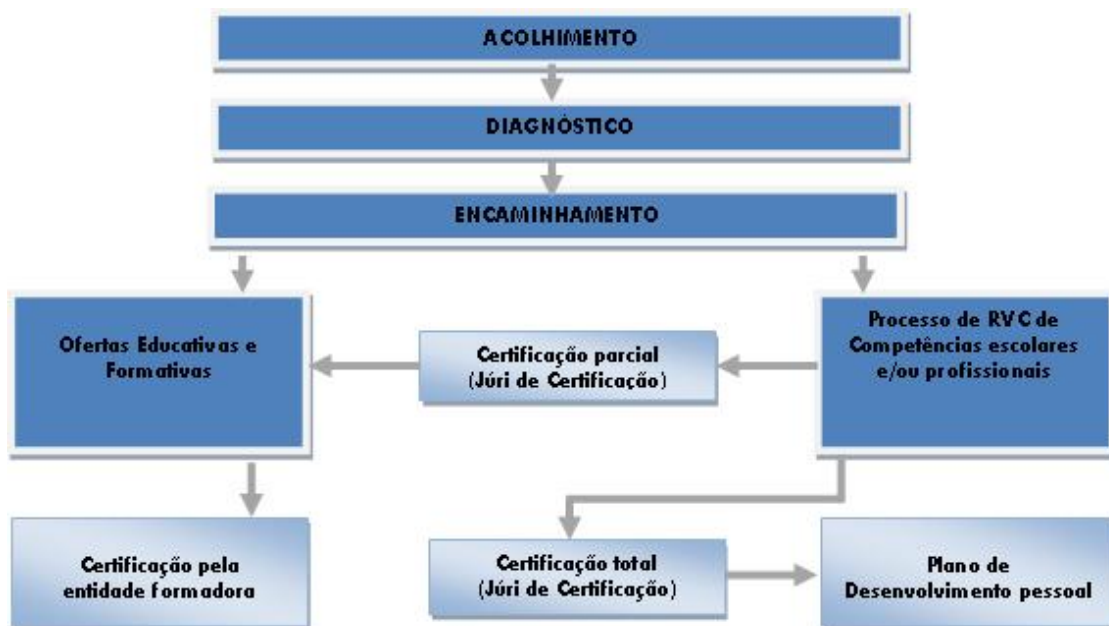 ACOLHIMENTO
DIAGNÓSTICO
ENCAMINHAMENTO
Ofertas Educativas e
Formativas
Certificação parcial
(Júri de Certificação)
Processo de RVC de
Competências escolares
e/ou profissionais
Certificação pela
entidade formadora
Certificação total
(Júri de Certificação)
Plano de
Desenvolvimento pessoal